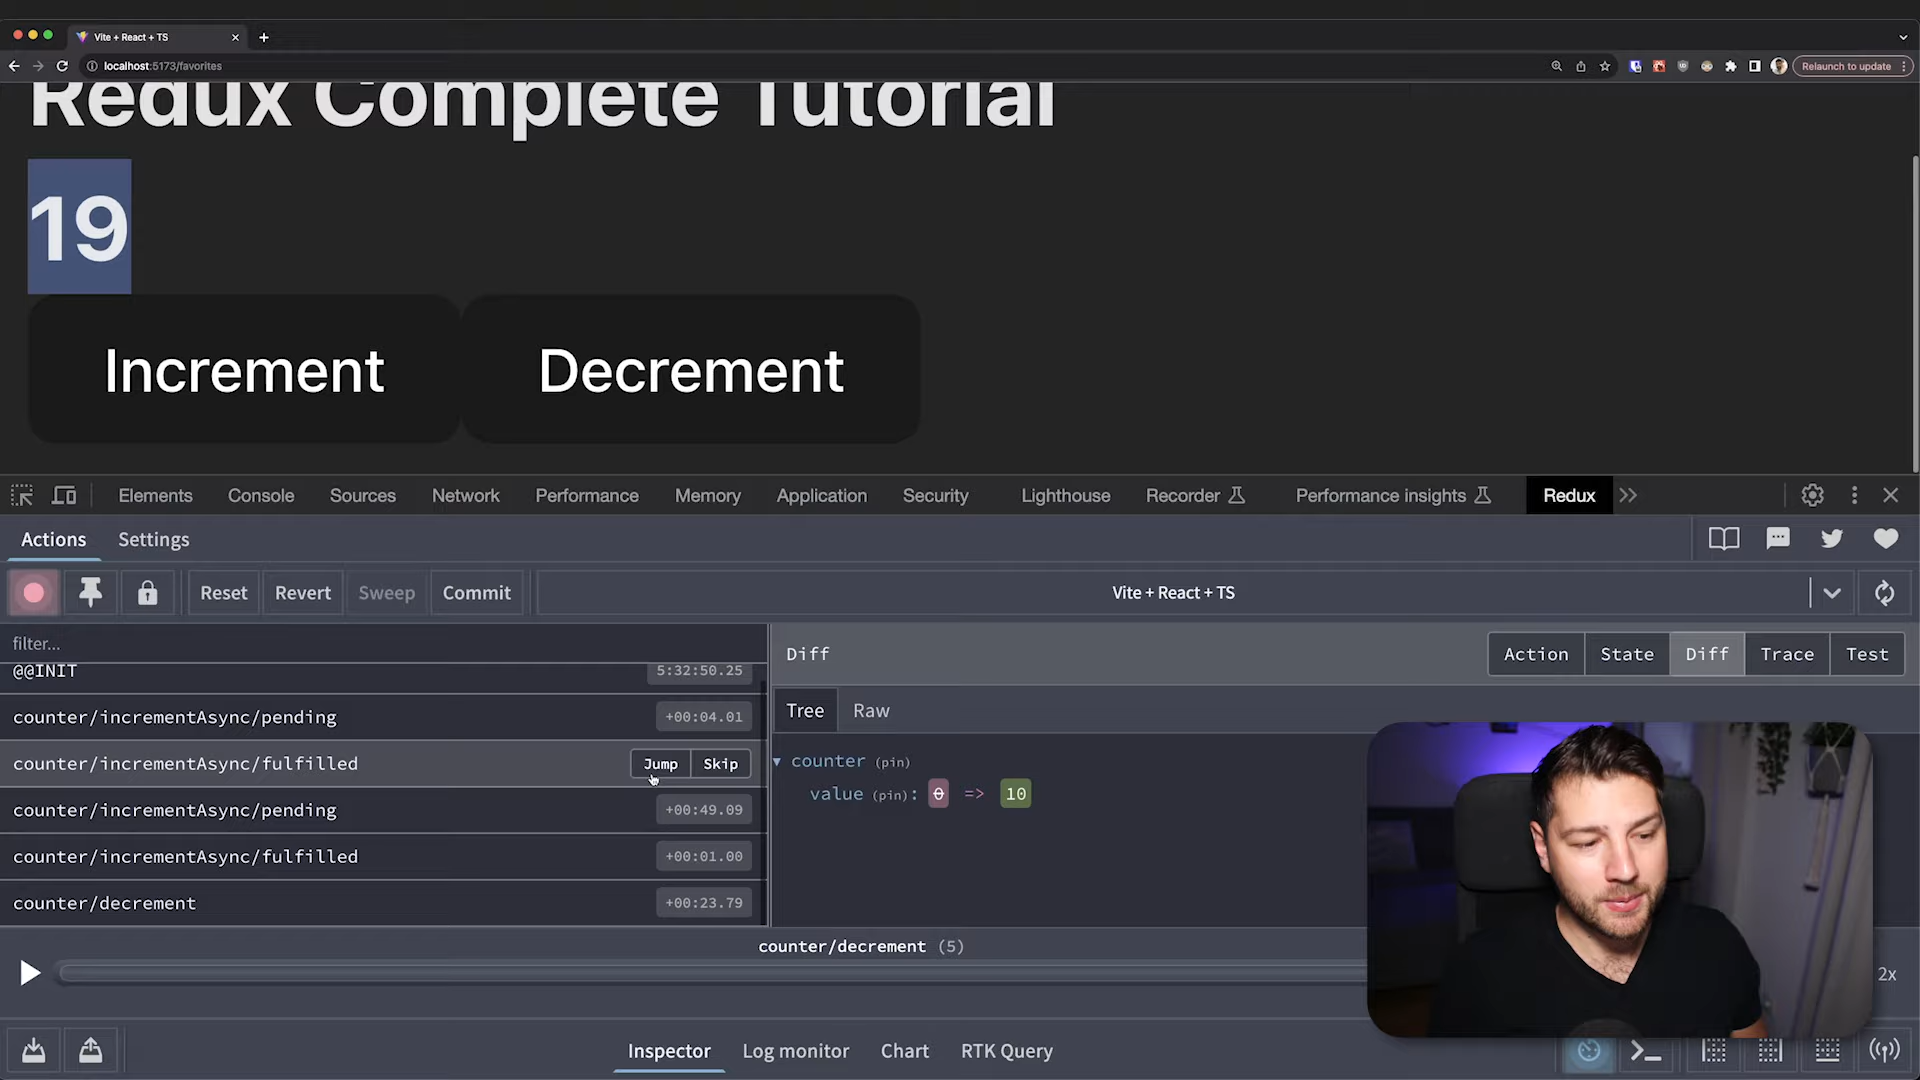 Vite + React + TS
localhost:5173/favorites
Relaunch to update
Redux Complete Tutorial
19
Increment
Decrement
Elements Console Sources Network Performance Memory Application Security Lighthouse Recorder Performance insights Redux
Actions Settings
Reset Revert Sweep Commit Vite + React + TS
filter...
@@INIT 5:32:50.25
counter/incrementAsync/pending +00:04.01
counter/incrementAsync/fulfilled Jump Skip
counter/incrementAsync/pending +00:49.09
counter/incrementAsync/fulfilled +00:01.00
counter/decrement +00:23.79
Diff Action State Diff Trace Test
Tree Raw
counter (pin)
value (pin): 0 => 10
counter/decrement (5)
2x
Inspector Log monitor Chart RTK Query